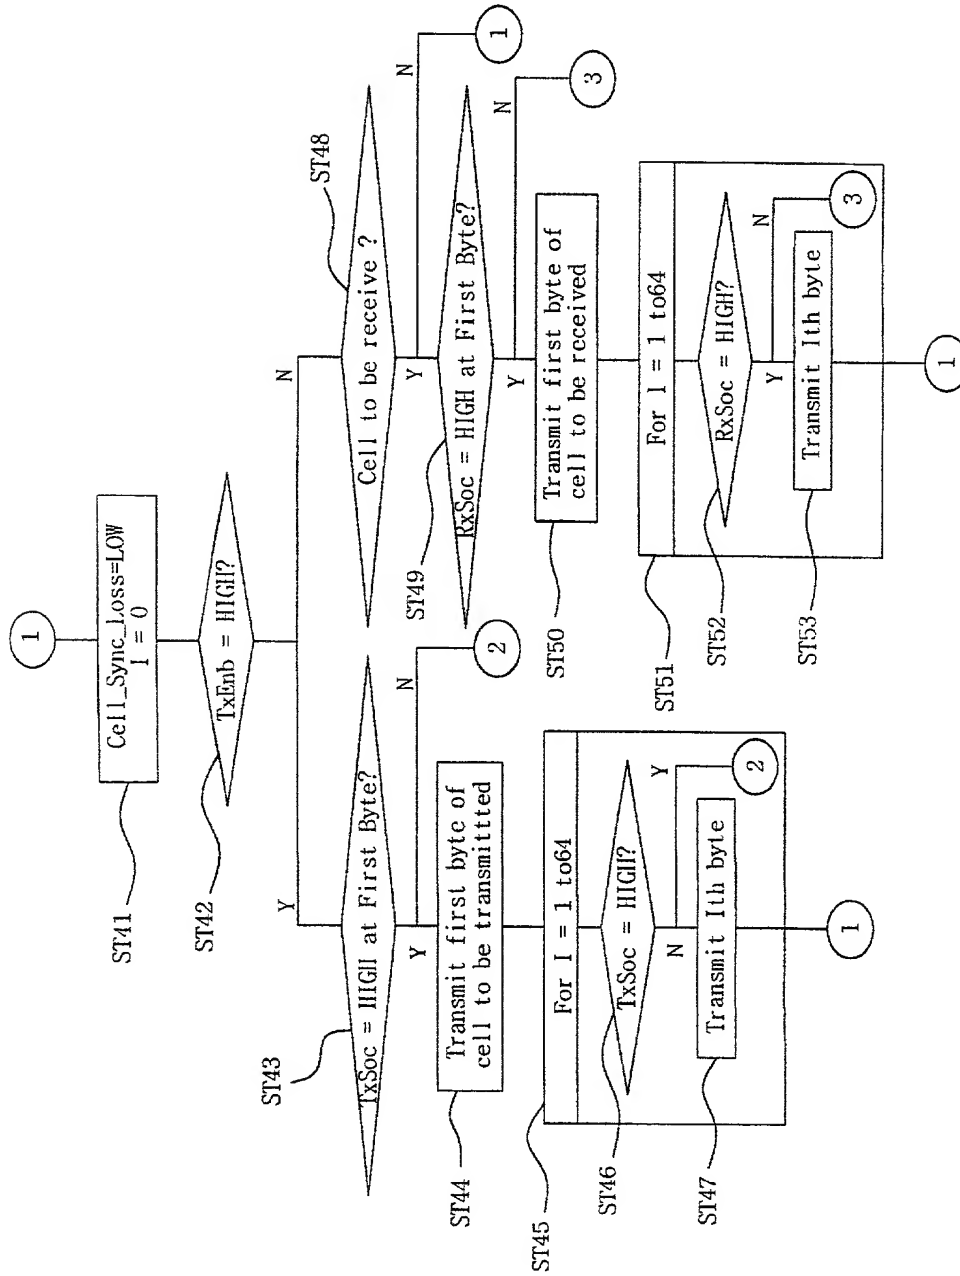 1
Cell_Sync_Loss=LOW
I = 0
ST41
TxEnb = HIGH?
ST42
Y
N
TxSoc = HIGH at First Byte?
ST43
N
2
Y
Transmit first byte of
cell to be transmittted
ST44
For I = 1 to64
ST45
TxSoc = HIGH?
ST46
Y
2
N
Transmit Ith byte
ST47
1
Cell to be receive ?
ST48
N
1
Y
RxSoc = HIGH at First Byte?
ST49
N
3
Y
Transmit first byte of
cell to be received
ST50
For I = 1 to64
ST51
RxSoc = HIGH?
ST52
N
3
Y
Transmit Ith byte
ST53
1